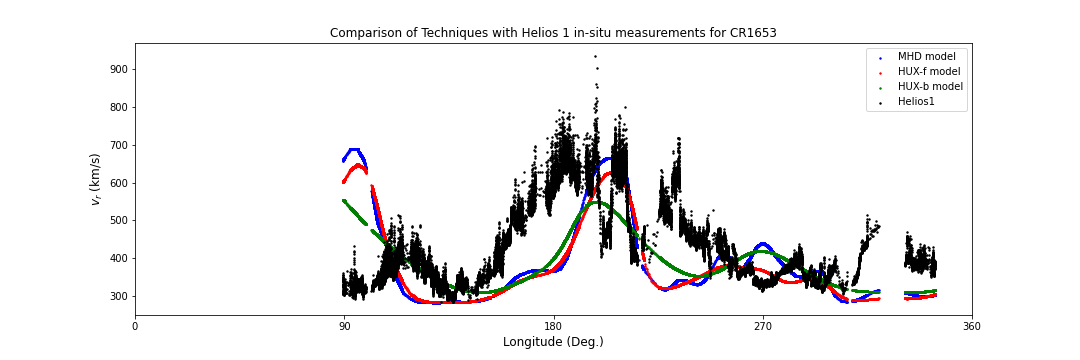 Comparison of Techniques with Helios 1 in-situ measurements for CR1653
MHD model
HUX-f model
HUX-b model
Helios1
900
800
700
600
500
400
300
v_r (km/s)
0
90
180
270
360
Longitude (Deg.)